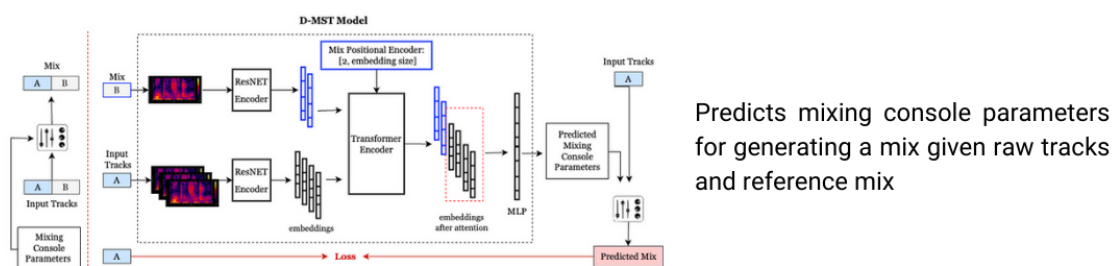 D-MST Model
Mix
A B
Input Tracks
A B
Mixing
Console
Parameters
Mix
B
ResNET
Encoder
Mix Positional Encoder:
[2, embedding size]
Input
Tracks
A
ResNET
Encoder
embeddings
Transformer
Encoder
embeddings
after attention
MLP
Predicted
Mixing
Console
Parameters
Input Tracks
A
A
Loss
Predicted Mix
Predicts mixing console parameters
for generating a mix given raw tracks
and reference mix